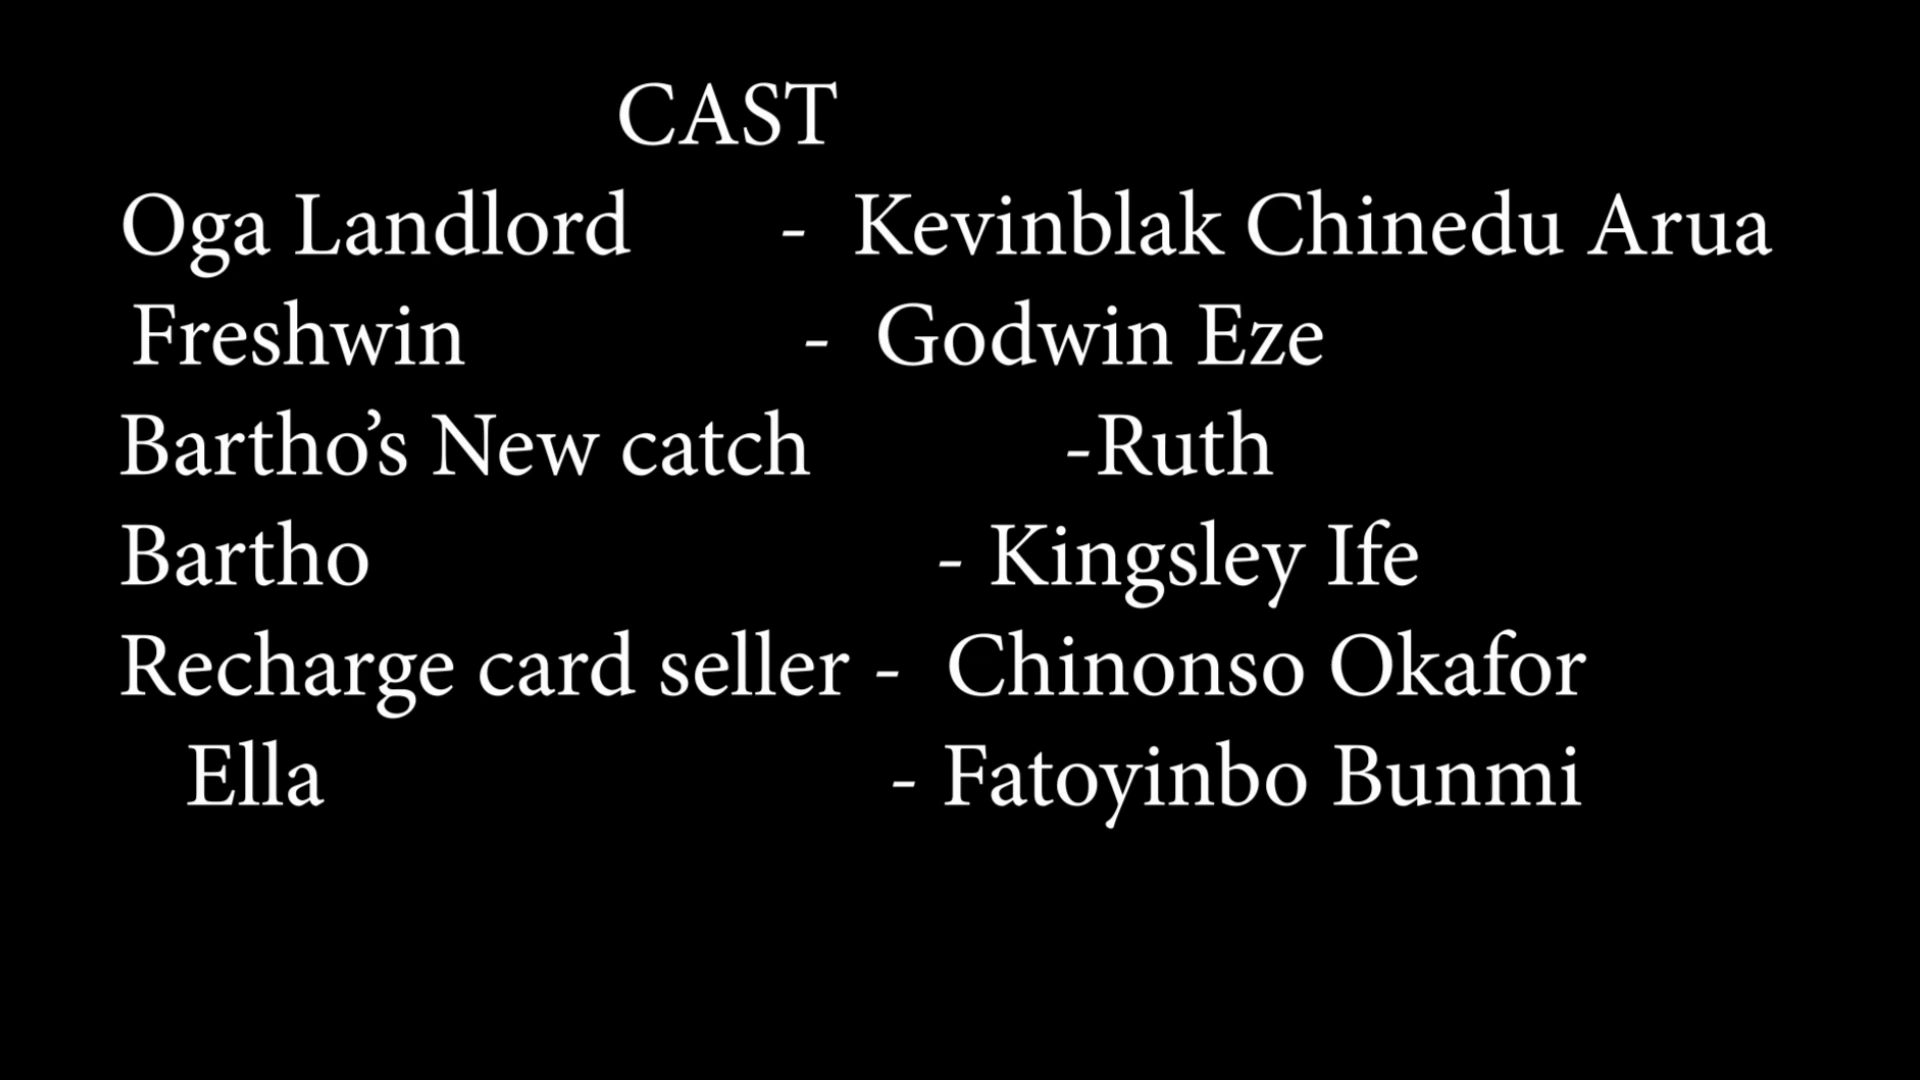 CAST
Oga Landlord - Kevinblak Chinedu Arua
Freshwin - Godwin Eze
Bartho’s New catch -Ruth
Bartho - Kingsley Ife
Recharge card seller - Chinonso Okafor
Ella - Fatoyinbo Bunmi